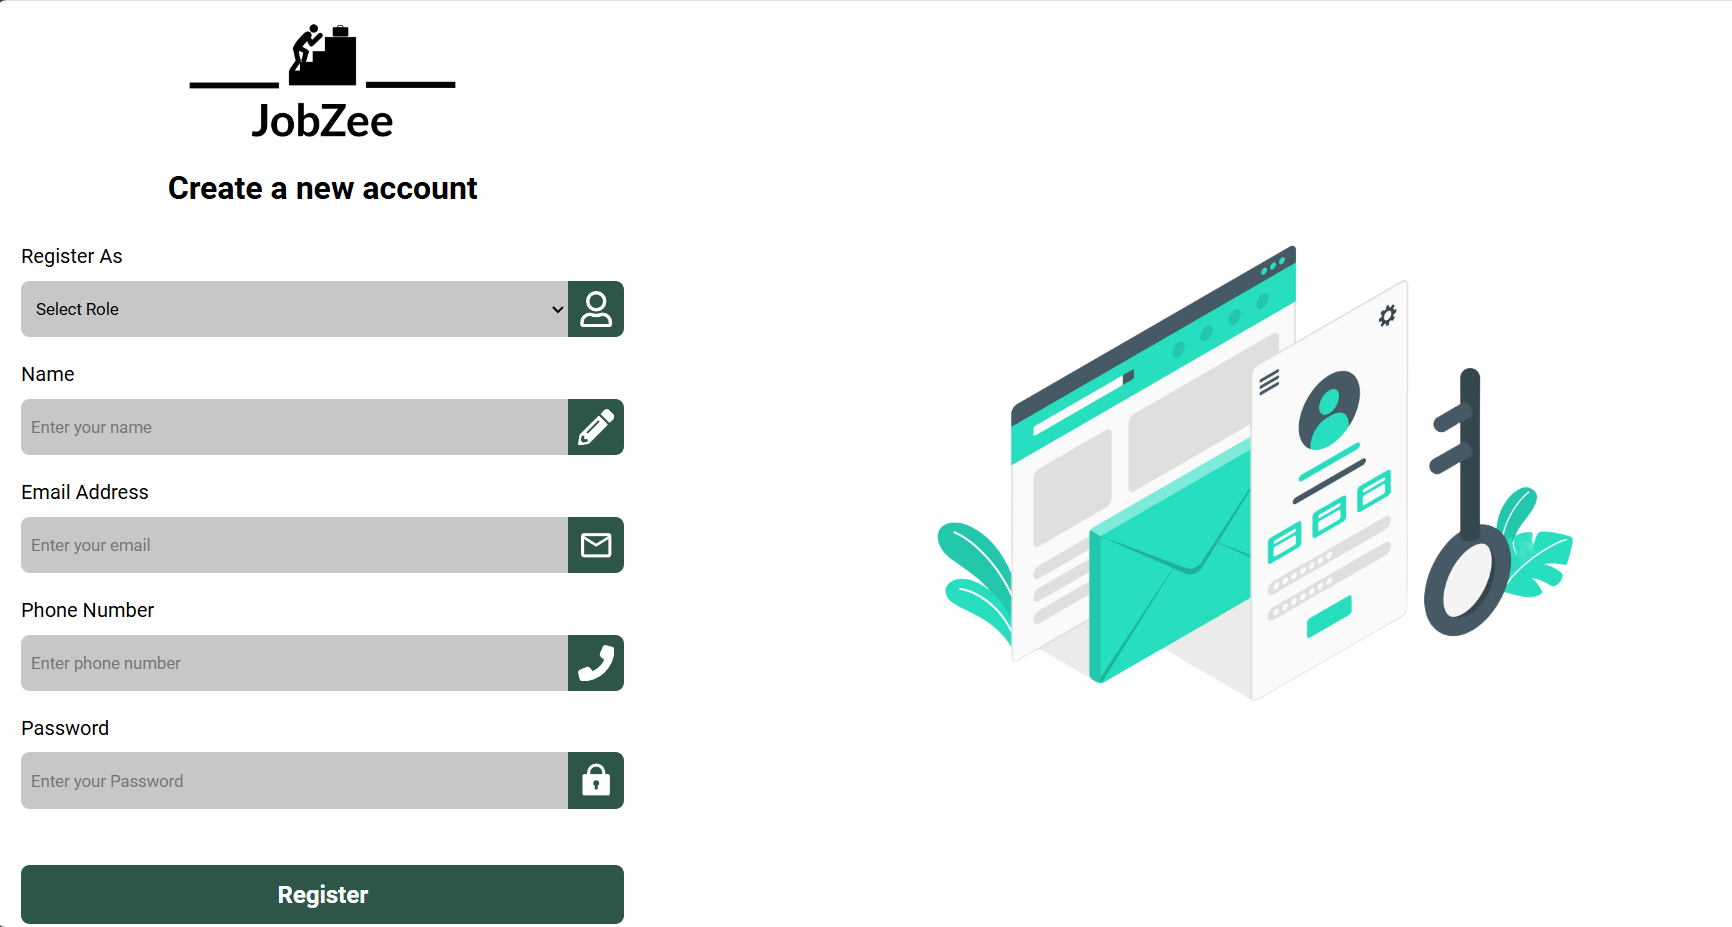 JobZee
Create a new account
Register As
Select Role
Name
Enter your name
Email Address
Enter your email
Phone Number
Enter phone number
Password
Enter your Password
Register